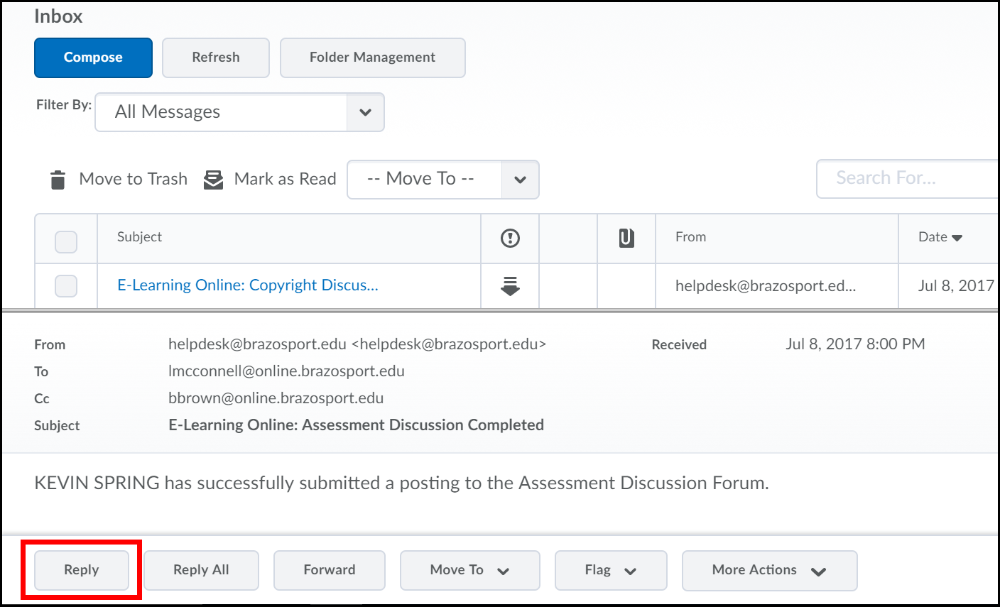 Inbox
Compose Refresh Folder Management
Filter By: All Messages
Move to Trash Mark as Read -- Move To -- Search For...
Subject From Date
E-Learning Online: Copyright Discus... helpdesk@brazosport.ed... Jul 8, 2017
From helpdesk@brazosport.edu <helpdesk@brazosport.edu> Received Jul 8, 2017 8:00 PM
To lmcconnell@online.brazosport.edu
Cc bbrown@online.brazosport.edu
Subject E-Learning Online: Assessment Discussion Completed
KEVIN SPRING has successfully submitted a posting to the Assessment Discussion Forum.
Reply Reply All Forward Move To Flag More Actions